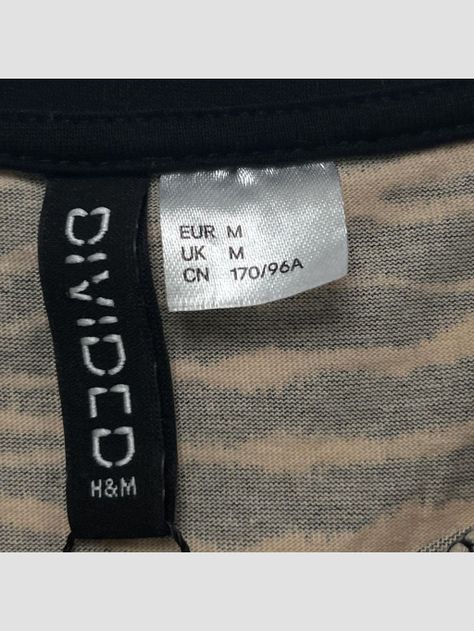 DIVIDED
H&M
EUR M
UK M
CN 170/96A